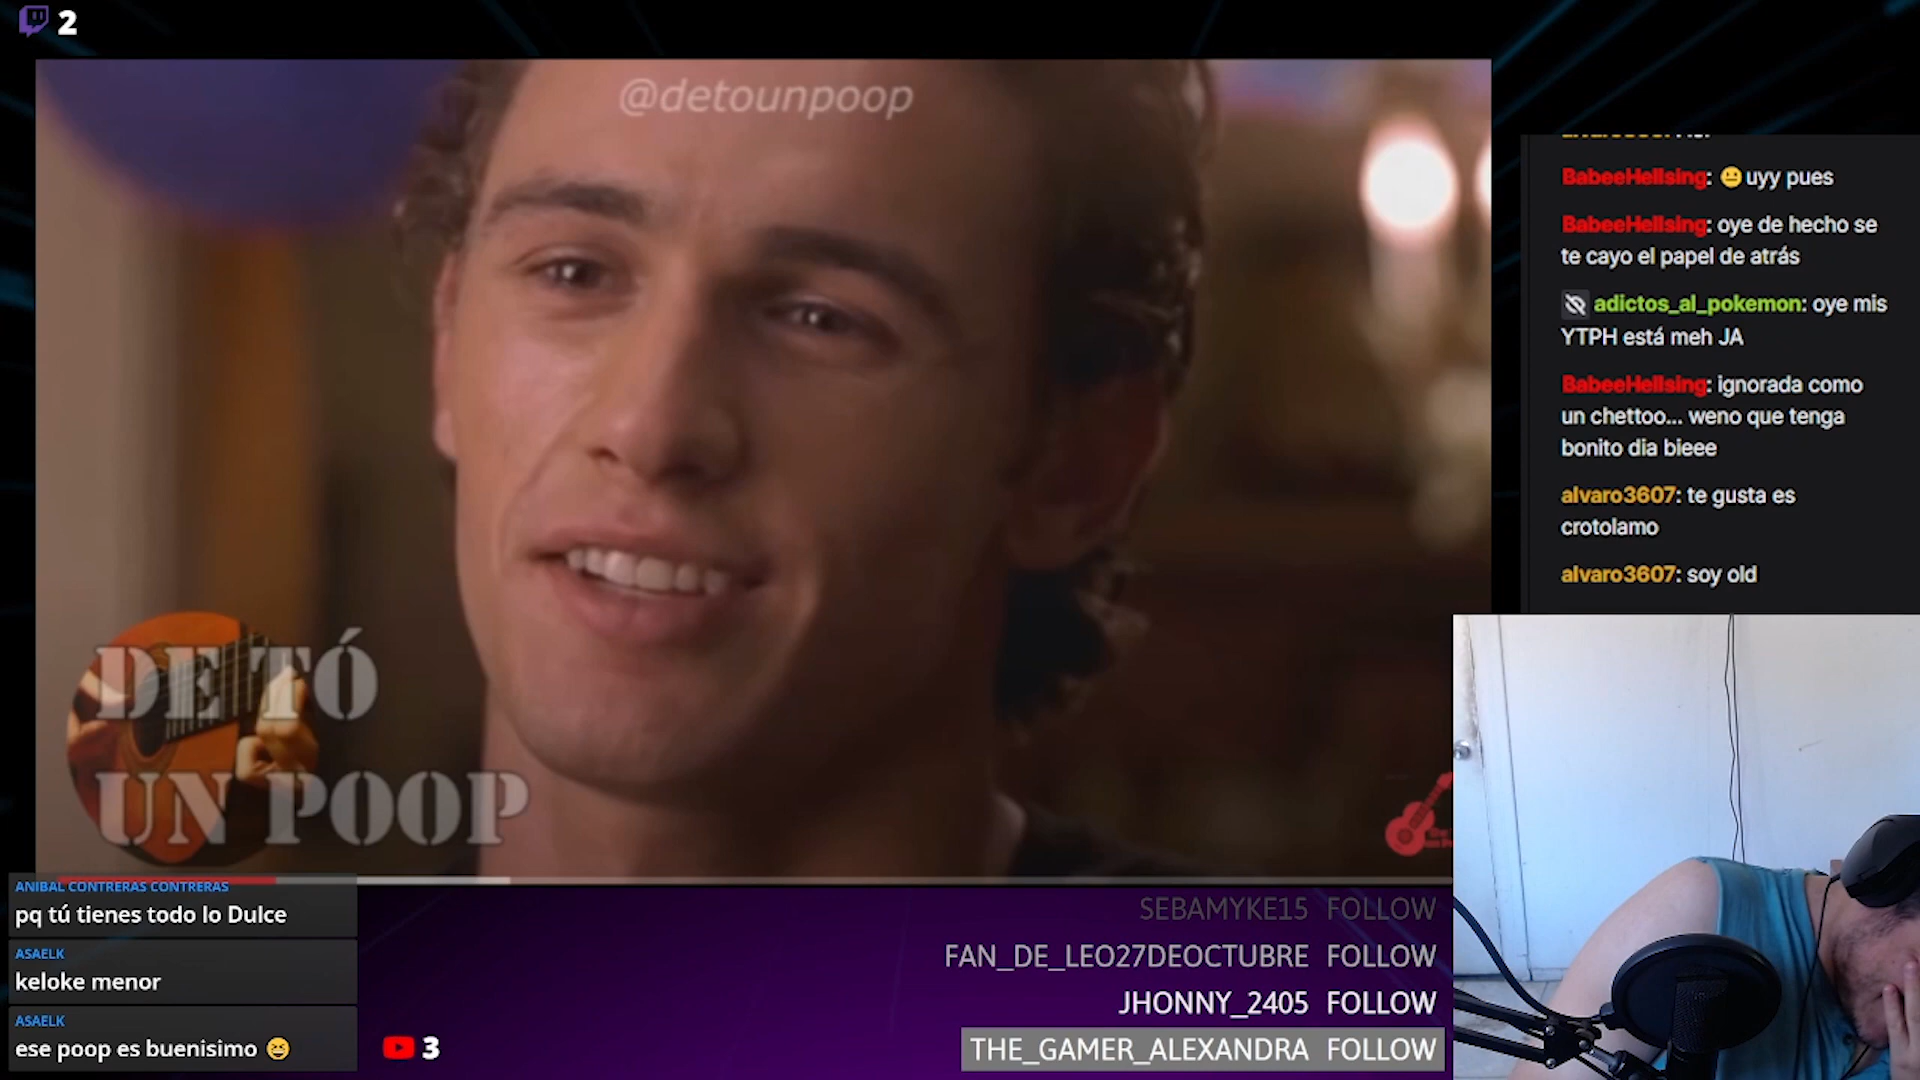 2
@detounpoop
BabeeHellsing: 😐uyy pues
BabeeHellsing: oye de hecho se
te cayo el papel de atrás
adictos_al_pokemon: oye mis
YTPH está meh JA
BabeeHellsing: ignorada como
un chettoo... weno que tenga
bonito dia bieee
alvaro3607: te gusta es
crotolamo
alvaro3607: soy old
DE TÓ
UN POOP
ANIBAL CONTRERAS CONTRERAS
pq tú tienes todo lo Dulce
ASAELK
keloke menor
ASAELK
ese poop es buenisimo 😆
3
SEBAMYKE15 FOLLOW
FAN_DE_LEO27DEOCTUBRE FOLLOW
JHONNY_2405 FOLLOW
THE_GAMER_ALEXANDRA FOLLOW